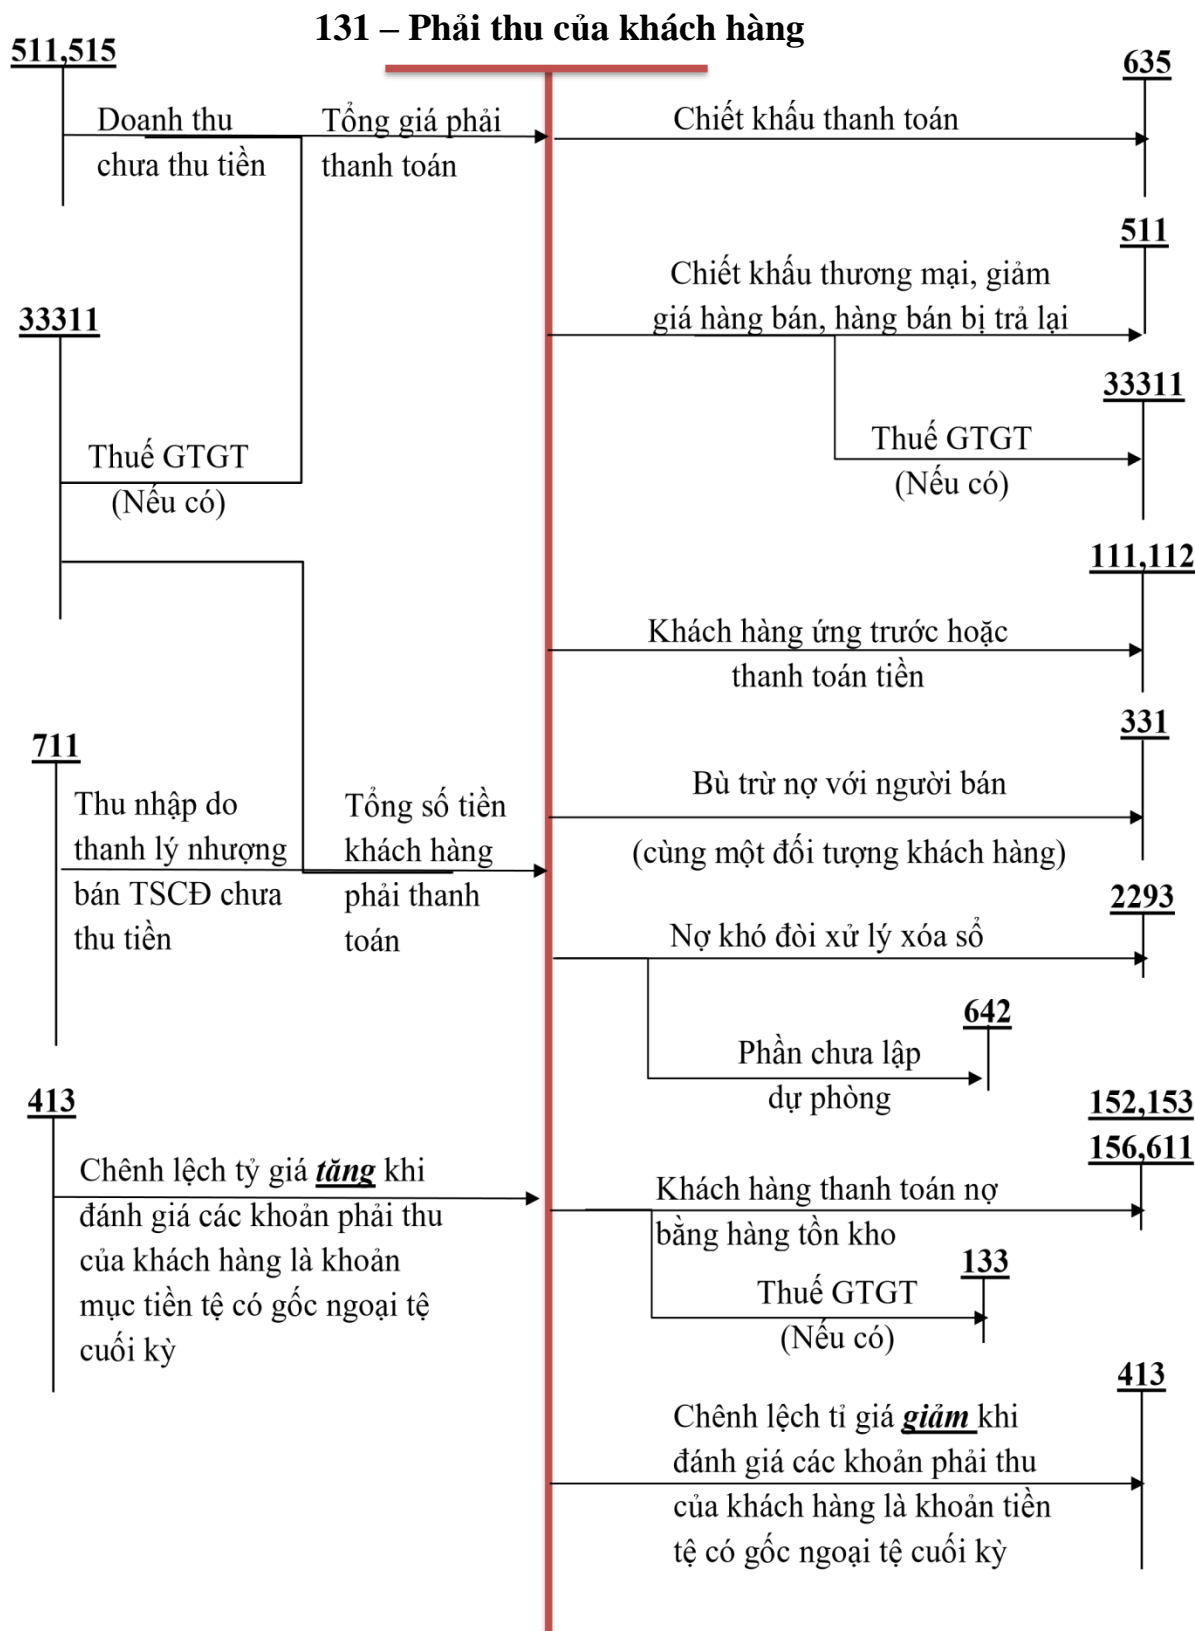 131 – Phải thu của khách hàng
511,515
Doanh thu
chưa thu tiền
Tổng giá phải
thanh toán
33311
Thuế GTGT
(Nếu có)
711
Thu nhập do
thanh lý nhượng
bán TSCĐ chưa
thu tiền
Tổng số tiền
khách hàng
phải thanh
toán
413
Chênh lệch tỷ giá tăng khi
đánh giá các khoản phải thu
của khách hàng là khoản
mục tiền tệ có gốc ngoại tệ
cuối kỳ
635
Chiết khấu thanh toán
511
Chiết khấu thương mại, giảm
giá hàng bán, hàng bán bị trả lại
33311
Thuế GTGT
(Nếu có)
111,112
Khách hàng ứng trước hoặc
thanh toán tiền
331
Bù trừ nợ với người bán
(cùng một đối tượng khách hàng)
2293
Nợ khó đòi xử lý xóa sổ
642
Phần chưa lập
dự phòng
152,153
156,611
Khách hàng thanh toán nợ
bằng hàng tồn kho
133
Thuế GTGT
(Nếu có)
413
Chênh lệch tỉ giá giảm khi
đánh giá các khoản phải thu
của khách hàng là khoản tiền
tệ có gốc ngoại tệ cuối kỳ